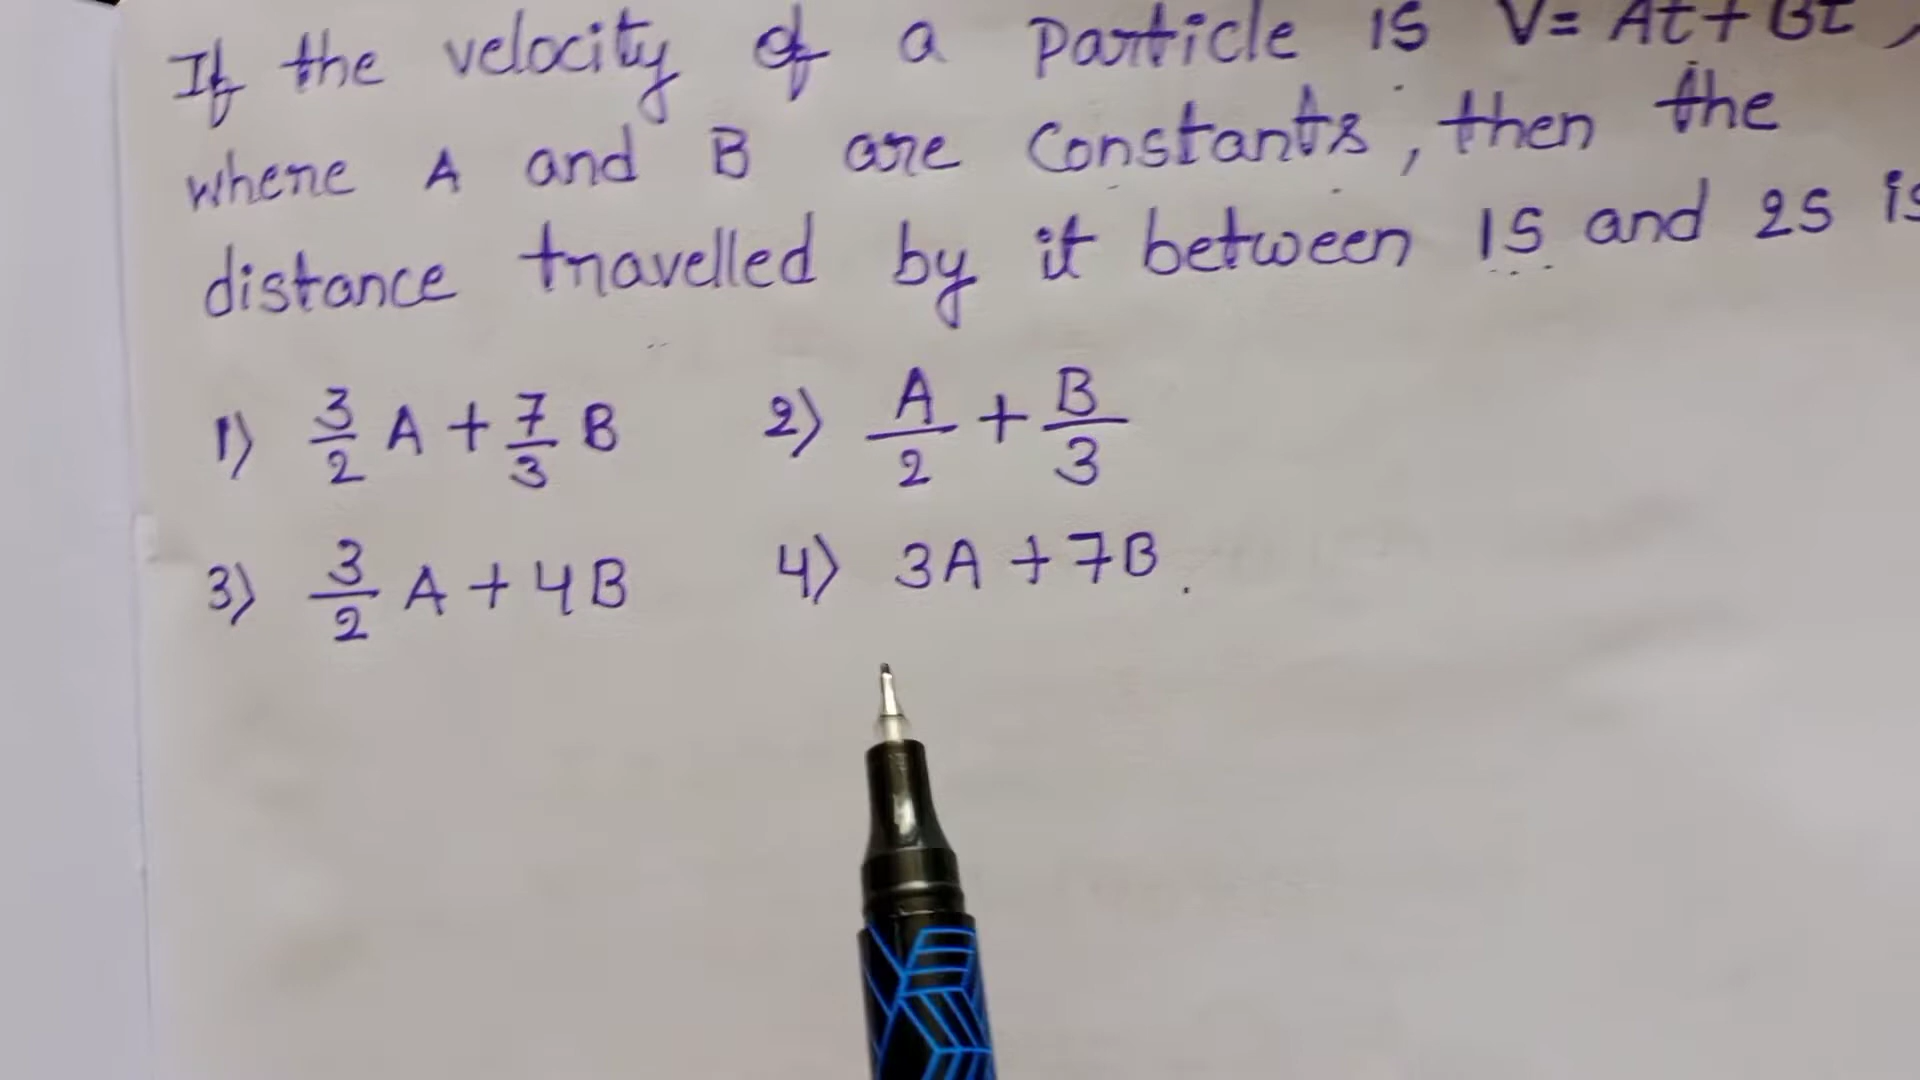 If the velocity of a Particle is V= At + Bt,
where A and B are Constants, then the
distance travelled by it between 1S and 2S is
1) 3/2 A + 7/3 B 2) A/2 + B/3
3) 3/2 A + 4B 4) 3A + 7B.